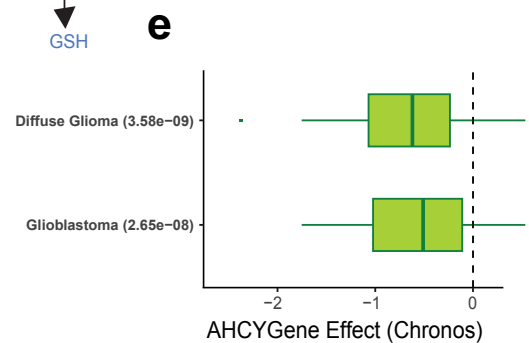 e
GSH
Diffuse Glioma (3.58e−09)
Glioblastoma (2.65e−08)
−2
−1
0
AHCYGene Effect (Chronos)